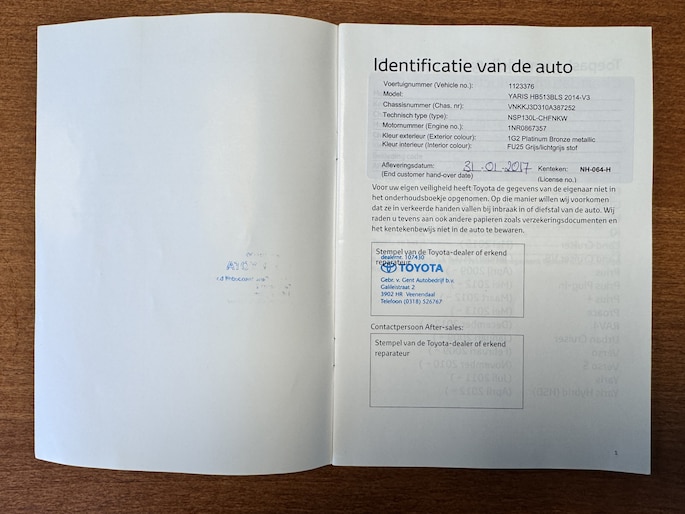 Identificatie van de auto
Voertuignummer (Vehicle no.): 1123376
Model: YARIS HB513BLS 2014-V3
Chassisnummer (Chas. nr): VNKKJ3D310A387252
Technisch type (type): NSP130L-CHFNKW
Motornummer (Engine no.): 1NR0867357
Kleur exterieur (Exterior colour): 1G2 Platinum Bronze metallic
Kleur interieur (Interior colour): FU25 Grijs/lichtgrijs stof
Afleveringsdatum: 31-01-2017 Kenteken: NH-064-H
(End customer hand-over date) (License no.)
Voor uw eigen veiligheid heeft Toyota de gegevens van de eigenaar niet in
het onderhoudsboekje opgenomen. Op die manier willen wij voorkomen
dat ze in verkeerde handen vallen bij inbraak in of diefstal van de auto. Wij
raden u tevens aan ook andere papieren zoals verzekeringsdocumenten en
het kentekenbewijs niet in de auto te bewaren.
Stempel van de Toyota-dealer of erkend
reparateur
dealernr. 107430
TOYOTA
Gebr. v. Gent Autobedrijf b.v.
Galileistraat 2
3902 HR Veenendaal
Telefoon (0318) 526767
Contactpersoon After-sales:
Stempel van de Toyota-dealer of erkend
reparateur